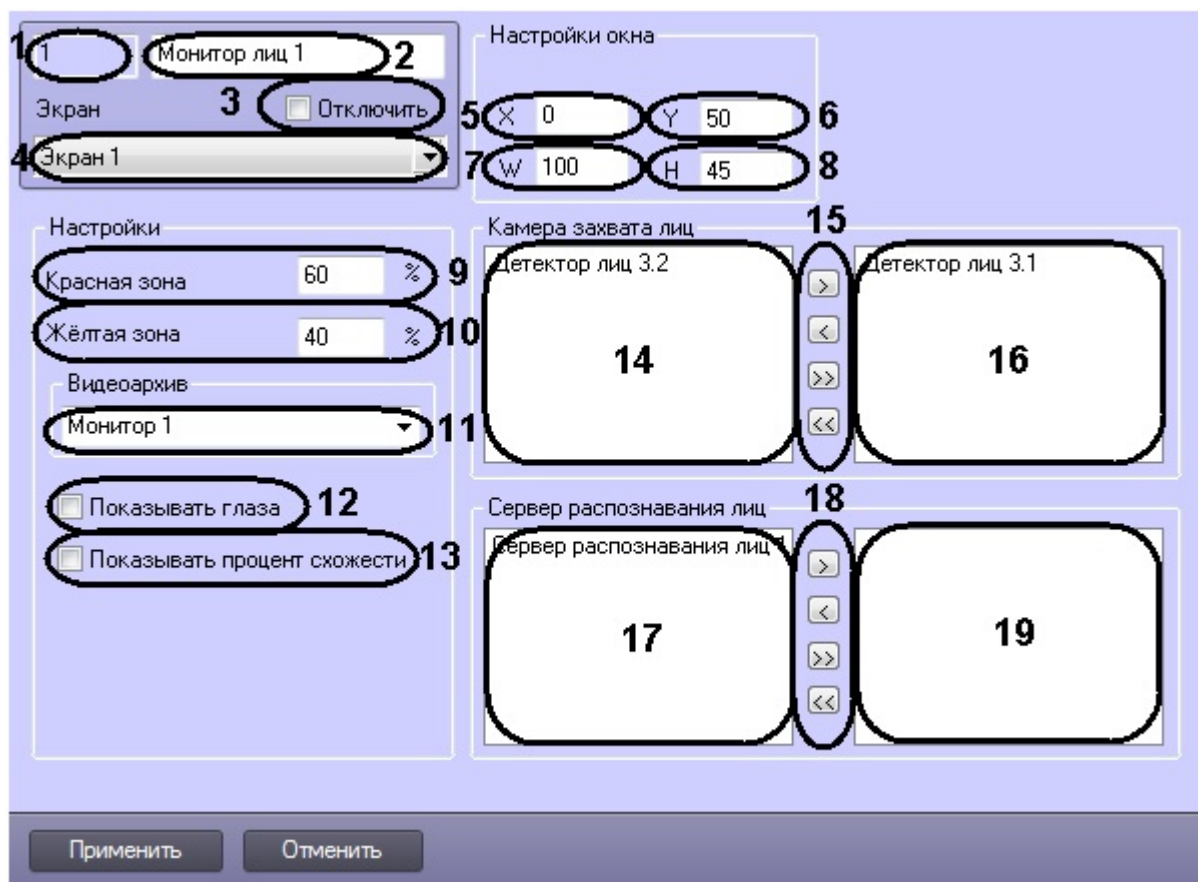 1 1 Монитор лиц 1 2
Экран 3 Отключить
4 Экран 1
Настройки окна
5 X 0 Y 50 6
7 W 100 H 45 8
Настройки
Красная зона 60 % 9
Жёлтая зона 40 % 10
Видеоархив
Монитор 1 11
Показывать глаза 12
Показывать процент схожести 13
Камера захвата лиц 15
Детектор лиц 3.2
14
>
<
>>
<<
Детектор лиц 3.1
16
Сервер распознавания лиц 18
Сервер распознавания лиц 1
17
>
<
>>
<<
19
Применить Отменить